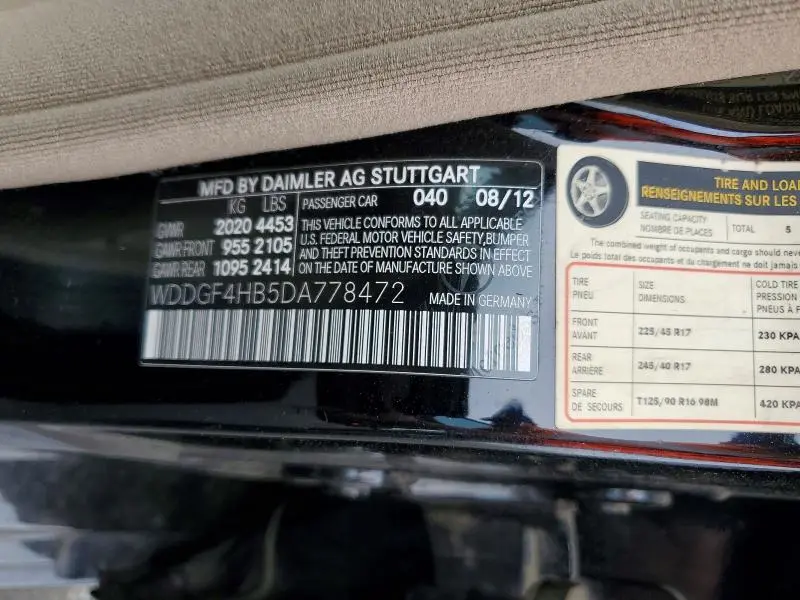 MFD BY DAIMLER AG STUTTGART
KG LBS
GVWR 2020 4453
GAWR FRONT 955 2105
GAWR REAR 1095 2414
PASSENGER CAR 040 08/12
THIS VEHICLE CONFORMS TO ALL APPLICABLE
U.S. FEDERAL MOTOR VEHICLE SAFETY,BUMPER
AND THEFT PREVENTION STANDARDS IN EFFECT
ON THE DATE OF MANUFACTURE SHOWN ABOVE
WDDGF4HB5DA778472 MADE IN GERMANY
TIRE AND LOA
RENSEIGNEMENTS SUR LES
SEATING CAPACITY
NOMBRE DE PLACES
TOTAL 5
The combined weight of occupants and cargo should never
Le poids total des occupants et du chargement ne doit jamais
TIRE
PNEU
SIZE
DIMENSIONS
COLD TIRE
PRESSION
PNEUS À F
FRONT
AVANT
225/45 R17
230 KPA
REAR
ARRIÈRE
245/40 R17
280 KPA
SPARE
DE SECOURS
T125/90 R16 98M
420 KPA